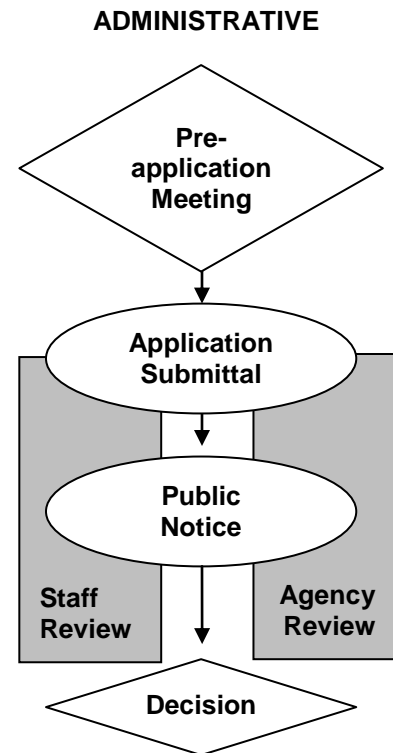 ADMINISTRATIVE
Pre-
application
Meeting
Application
Submittal
Public
Notice
Staff
Review
Agency
Review
Decision